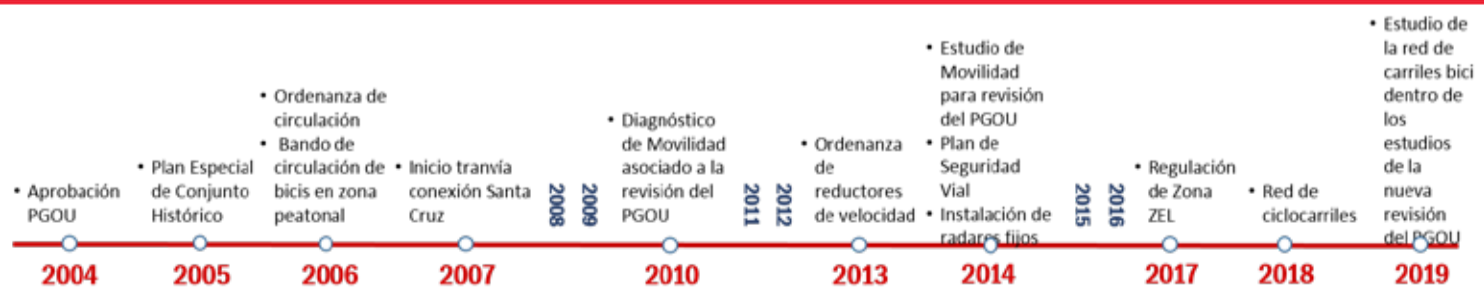 • Aprobación
PGOU
2004
• Plan Especial
de Conjunto
Histórico
2005
• Ordenanza de
circulación
• Bando de
circulación de
bicis en zona
peatonal
2006
• Inicio tranvía
conexión Santa
Cruz
2007
2008
2009
• Diagnóstico
de Movilidad
asociado a la
revisión del
PGOU
2010
2011
2012
• Ordenanza
de
reductores
de velocidad
2013
• Estudio de
Movilidad
para revisión
del PGOU
• Plan de
Seguridad
Vial
• Instalación de
radares fijos
2014
2015
2016
• Regulación
de Zona
ZEL
2017
• Red de
ciclocarriles
2018
• Estudio de
la red de
carriles bici
dentro de
los
estudios
de la
nueva
revisión
del PGOU
2019